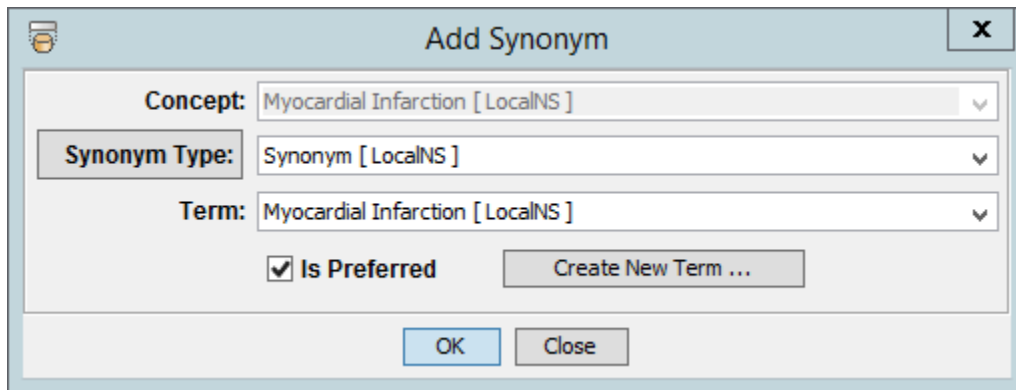 Add Synonym
x
Concept: Myocardial Infarction [ LocalNS ]
Synonym Type: Synonym [ LocalNS ]
Term: Myocardial Infarction [ LocalNS ]
Is Preferred Create New Term ...
OK Close